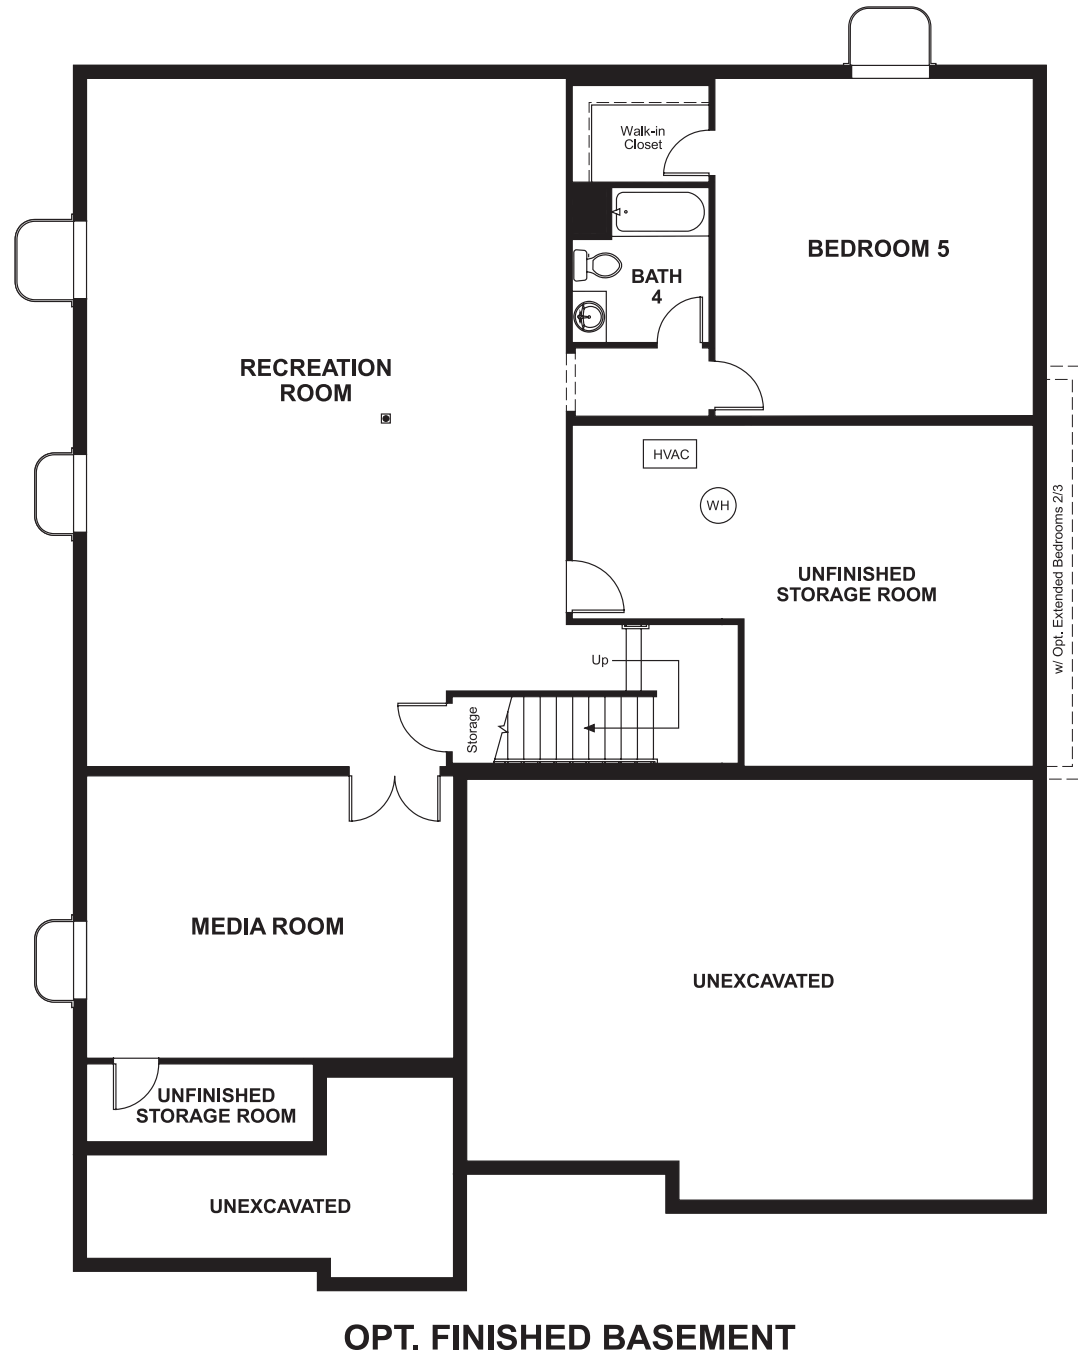 Walk-in
Closet
BEDROOM 5
BATH
4
RECREATION
ROOM
HVAC
WH
w/ Opt. Extended Bedrooms 2/3
UNFINISHED
STORAGE ROOM
Up
Storage
MEDIA ROOM
UNEXCAVATED
UNFINISHED
STORAGE ROOM
UNEXCAVATED
OPT. FINISHED BASEMENT